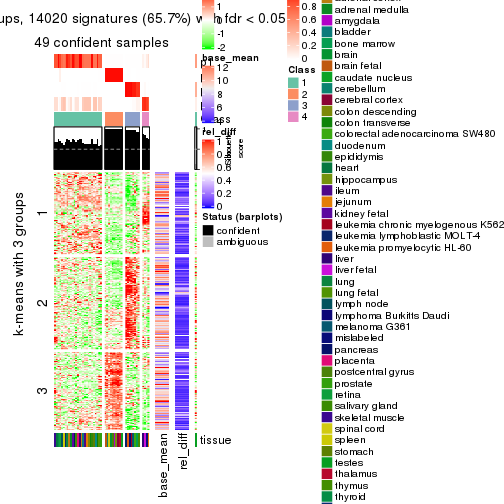 ups, 14020 signatures (65.7%) with fdr < 0.05
49 confident samples
k-means with 3 groups
1
2
3
base_mean
rel_diff
tissue
1
0
-1
-2
base_mean
12
10
8
6
4
rel_diff
1
0.8
0.6
0.4
0.2
0
Silhouette
score
Status (barplots)
confident
ambiguous
0.8
0.6
0.4
0.2
0
Class
1
2
3
4
adrenal medulla
amygdala
bladder
bone marrow
brain
brain fetal
caudate nucleus
cerebellum
cerebral cortex
colon descending
colon transverse
colorectal adenocarcinoma SW480
duodenum
epididymis
heart
hippocampus
ileum
jejunum
kidney fetal
leukemia chronic myelogenous K562
leukemia lymphoblastic MOLT-4
leukemia promyelocytic HL-60
liver
liver fetal
lung
lung fetal
lymph node
lymphoma Burkitts Daudi
melanoma G361
mislabeled
pancreas
placenta
postcentral gyrus
prostate
retina
salivary gland
skeletal muscle
spinal cord
spleen
stomach
testes
thalamus
thymus
thyroid